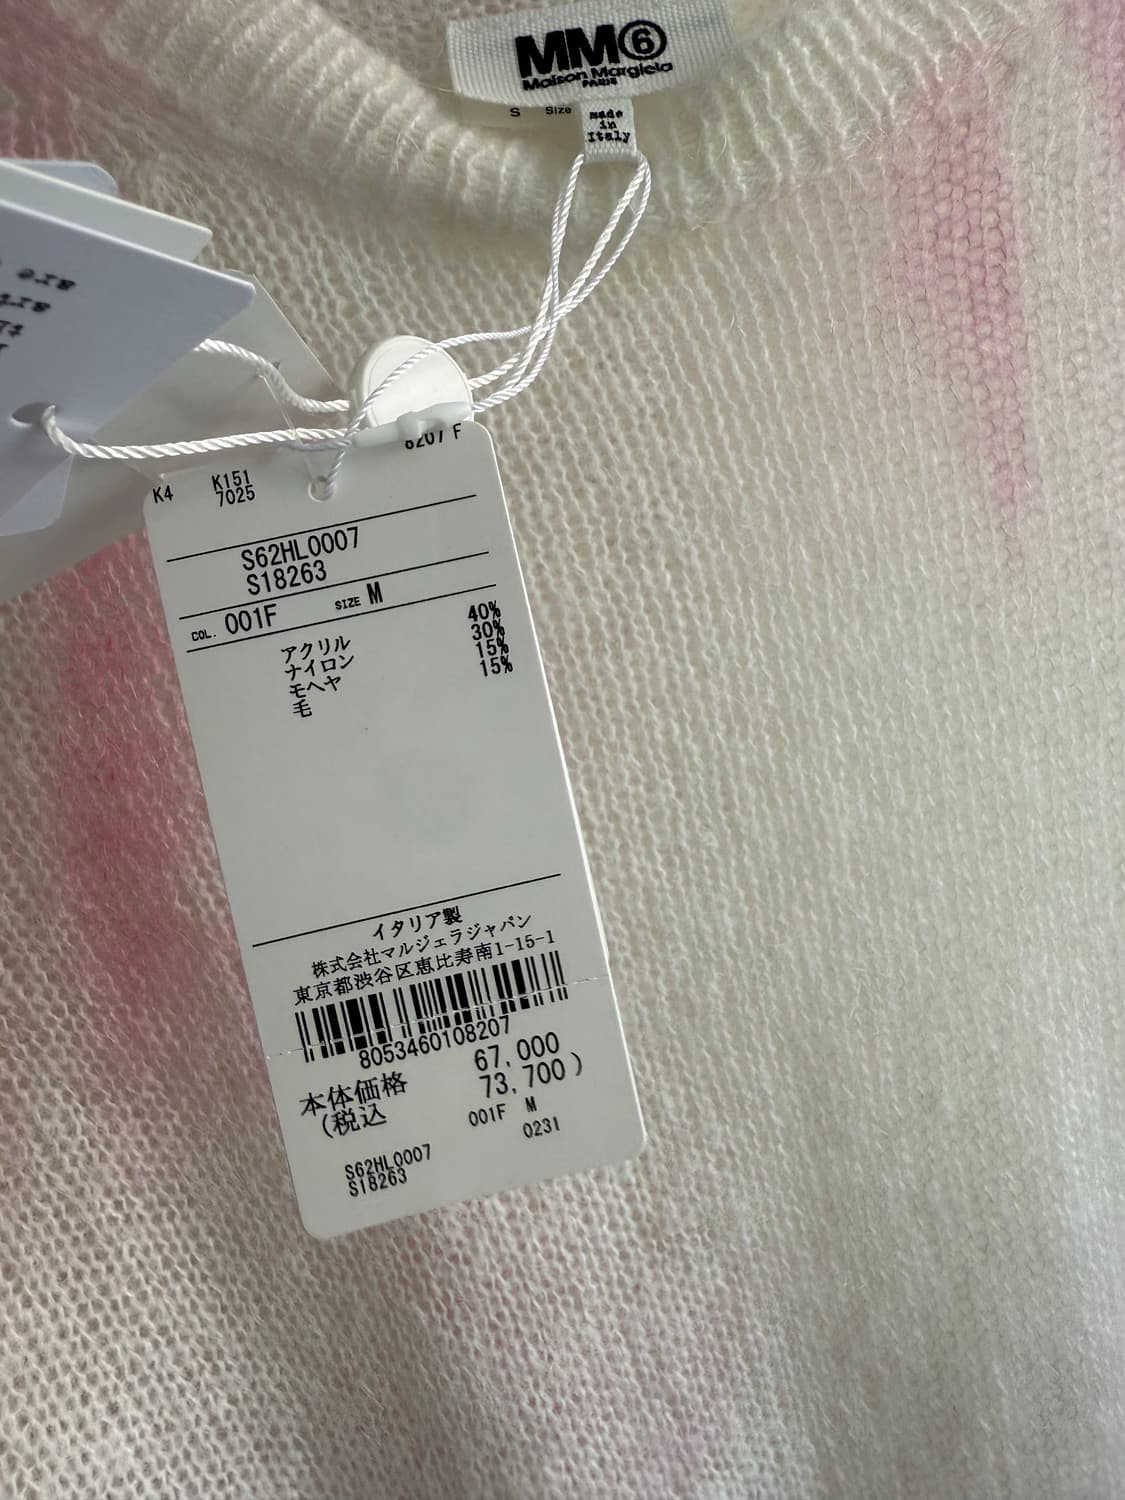 MM6
Maison Margiela
PARIS
S Size
made
in
Italy
are
8207 F
K4 K151
7025
S62HL0007
S18263
COL. 001F SIZE M
アクリル 40%
ナイロン 30%
モヘヤ 15%
毛 15%
イタリア製
株式会社マルジェラジャパン
東京都渋谷区恵比寿南1-15-1
8053460108207
本体価格 67,000
(税込 73,700)
001F M
0231
S62HL0007
S18263